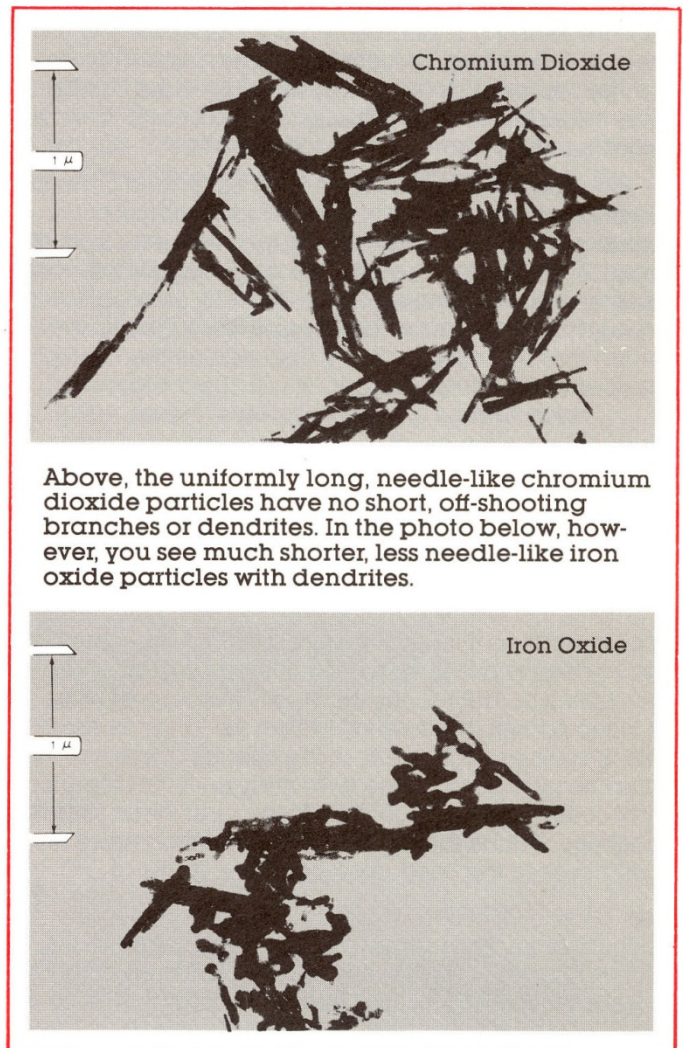 Chromium Dioxide
1 μ
Above, the uniformly long, needle-like chromium
dioxide particles have no short, off-shooting
branches or dendrites. In the photo below, how-
ever, you see much shorter, less needle-like iron
oxide particles with dendrites.
Iron Oxide
1 μ